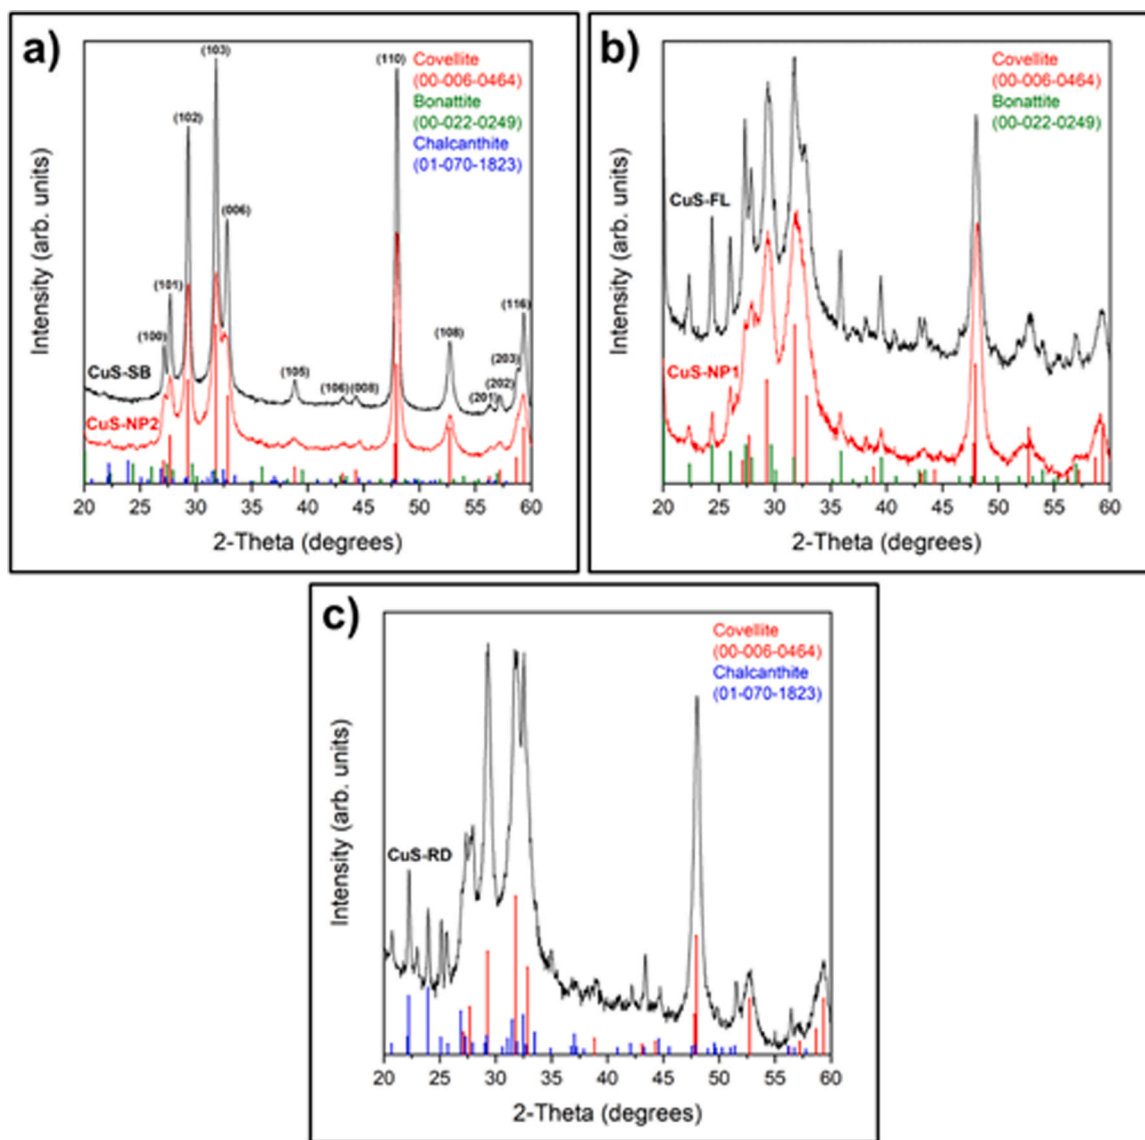 a)
Covellite
(00-006-0464)
Bonattite
(00-022-0249)
Chalcanthite
(01-070-1823)
(100)
(101)
(102)
(103)
(006)
(105)
(106)
(008)
(110)
(108)
(201)
(202)
(203)
(116)
CuS-SB
CuS-NP2
Intensity (arb. units)
20 25 30 35 40 45 50 55 60
2-Theta (degrees)
b)
Covellite
(00-006-0464)
Bonattite
(00-022-0249)
CuS-FL
CuS-NP1
Intensity (arb. units)
20 25 30 35 40 45 50 55 60
2-Theta (degrees)
c)
Covellite
(00-006-0464)
Chalcanthite
(01-070-1823)
CuS-RD
Intensity (arb. units)
20 25 30 35 40 45 50 55 60
2-Theta (degrees)